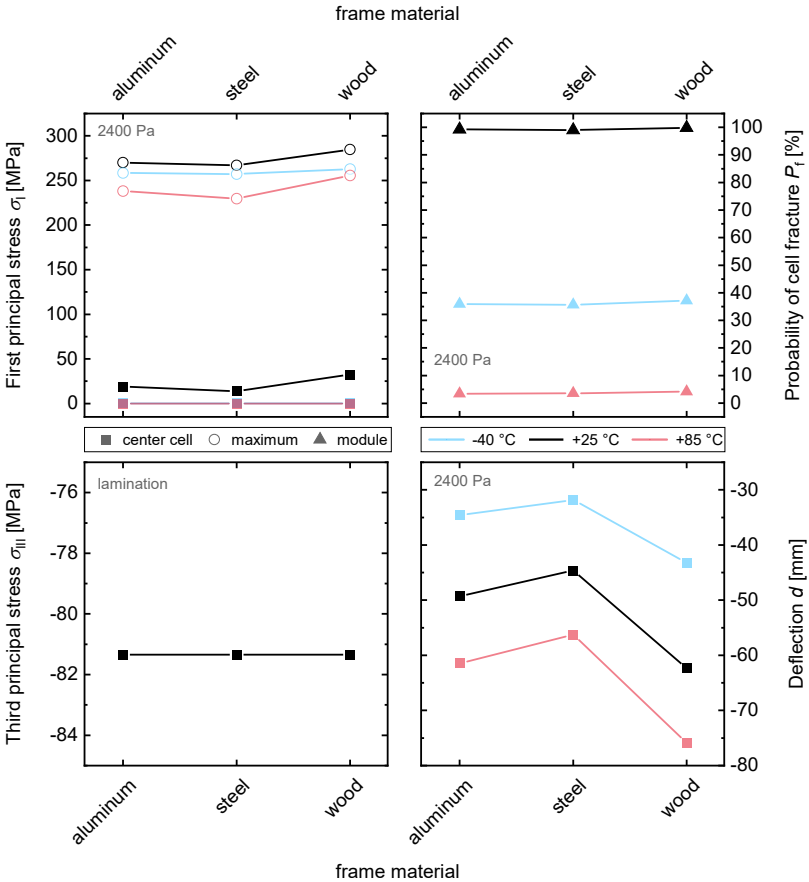 frame material
aluminum steel wood aluminum steel wood
2400 Pa
300
250
200
150
100
50
0
First principal stress σI [MPa]
100
90
80
70
60
50
40
30
20
10
0
2400 Pa
Probability of cell fracture Pf [%]
center cell maximum module
-40 °C +25 °C +85 °C
lamination
-76
-78
-80
-82
-84
Third principal stress σIII [MPa]
2400 Pa
-30
-40
-50
-60
-70
-80
Deflection d [mm]
aluminum steel wood aluminum steel wood
frame material